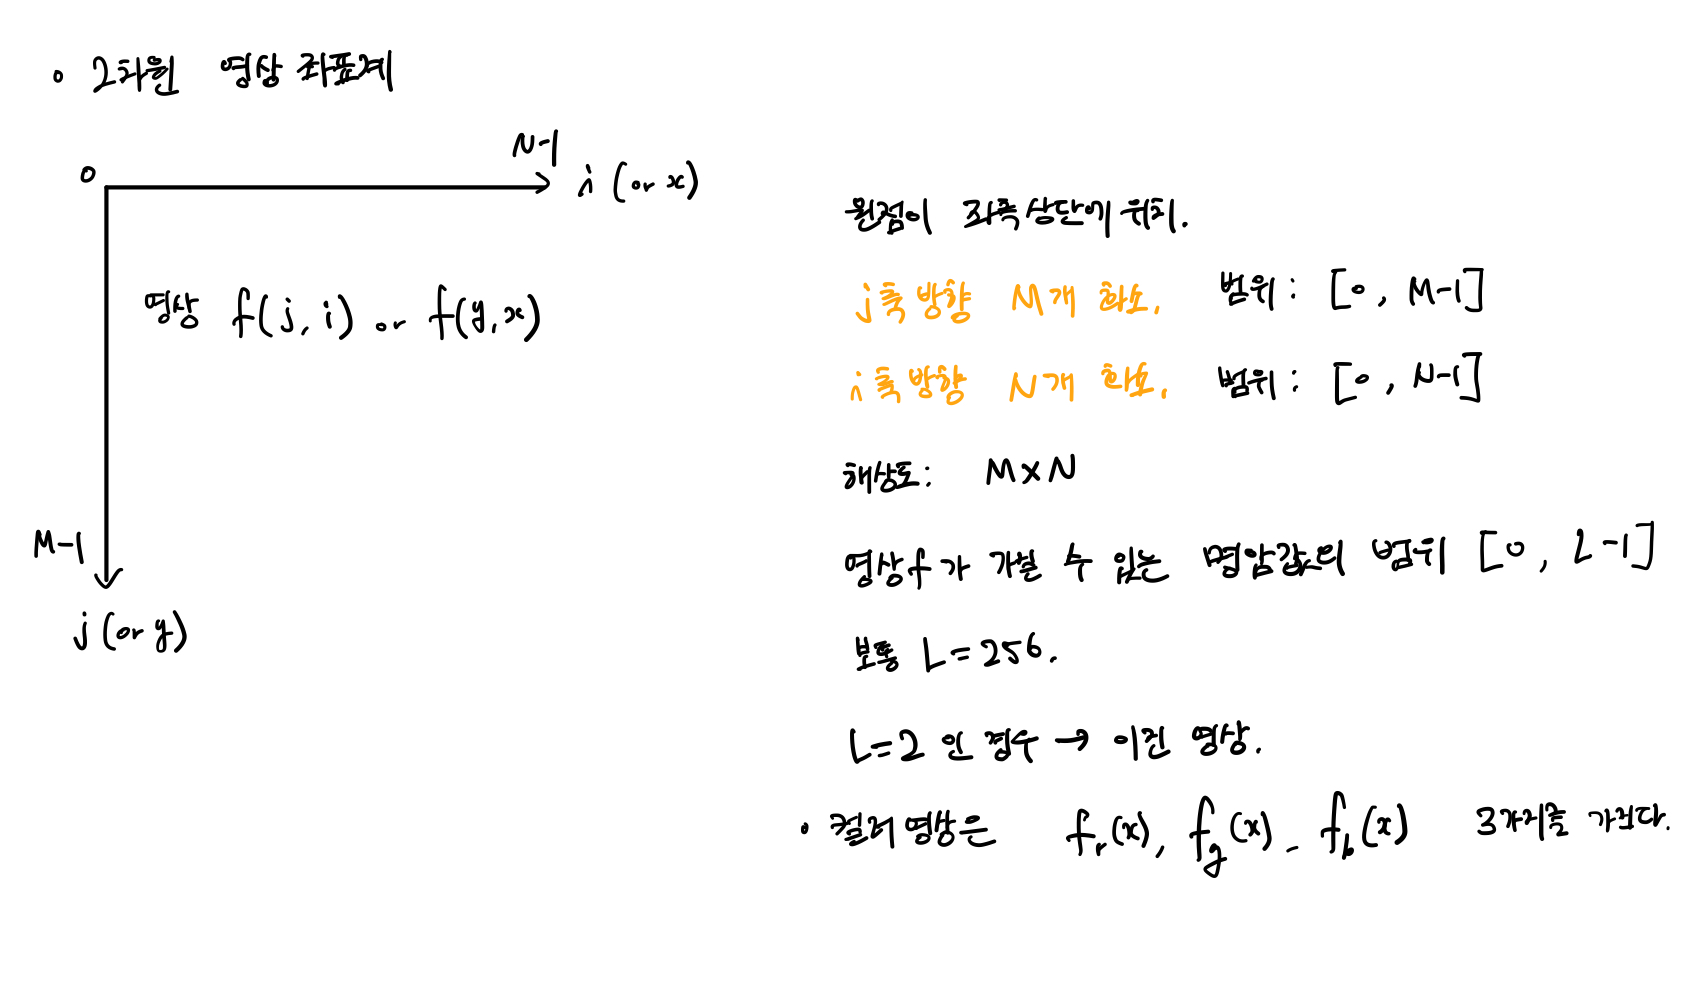 • 2차원 영상 좌표계
N-1
0
i (or x)
영상 f(j, i) or f(y, x)
M-1
j (or y)
원점이 좌측 상단에 위치.
j축 방향 M개 화소. 범위 : [0, M-1]
i축 방향 N개 화소. 범위 : [0, N-1]
해상도 : M×N
영상 f가 가질 수 있는 명암값의 범위 [0, L-1]
보통 L=256.
L=2 인 경우 → 이진 영상.
• 컬러 영상은 fr(x), fg(x), fb(x) 3가지를 가진다.